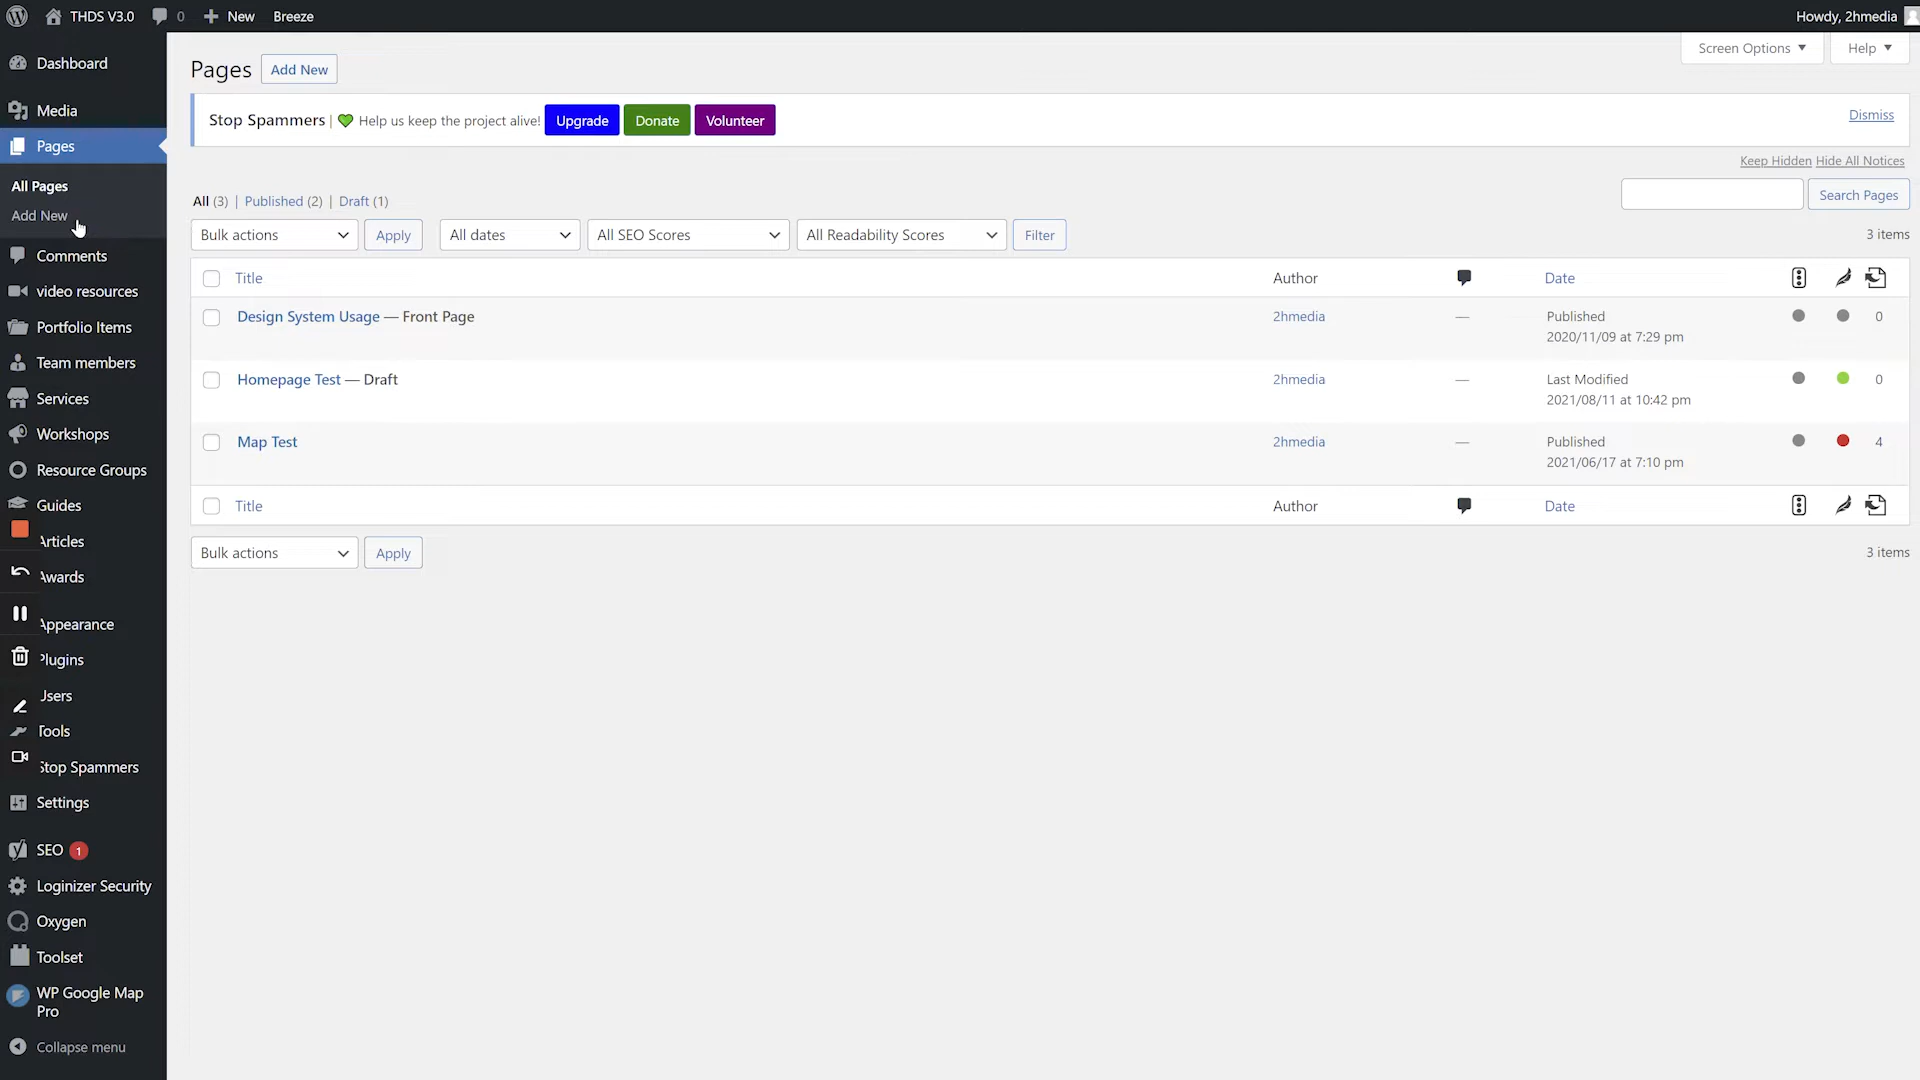 THDS V3.0 0 New Breeze Howdy, 2hmedia
Screen Options Help
Dashboard
Media
Pages
All Pages
Add New
Comments
video resources
Portfolio Items
Team members
Services
Workshops
Resource Groups
Guides
Articles
Awards
Appearance
Plugins
Users
Tools
Stop Spammers
Settings
SEO 1
Loginizer Security
Oxygen
Toolset
WP Google Map
Pro
Collapse menu
Pages Add New
Stop Spammers | Help us keep the project alive! Upgrade Donate Volunteer Dismiss
Keep Hidden Hide All Notices
Search Pages
All (3) | Published (2) | Draft (1)
Bulk actions Apply All dates All SEO Scores All Readability Scores Filter 3 items
Title Author Date
Design System Usage — Front Page 2hmedia — Published 0
2020/11/09 at 7:29 pm
Homepage Test — Draft 2hmedia — Last Modified 0
2021/08/11 at 10:42 pm
Map Test 2hmedia — Published 4
2021/06/17 at 7:10 pm
Title Author Date
Bulk actions Apply 3 items